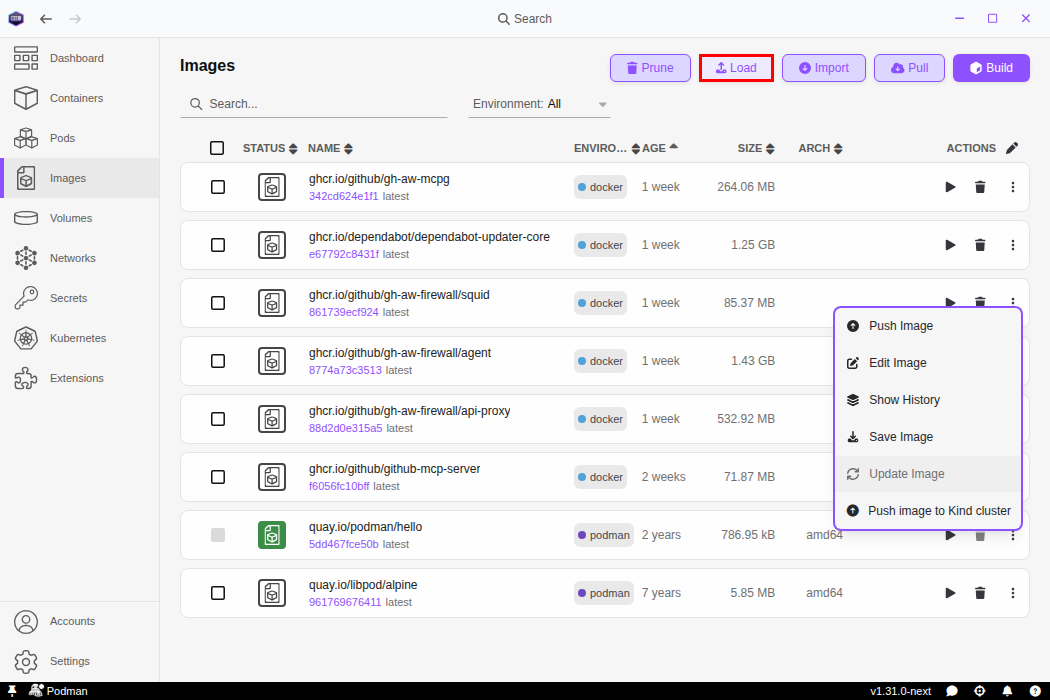 Search
Dashboard
Containers
Pods
Images
Volumes
Networks
Secrets
Kubernetes
Extensions
Accounts
Settings
Images
Prune
Load
Import
Pull
Build
Search...
Environment: All
STATUS NAME ENVIRO... AGE SIZE ARCH ACTIONS
ghcr.io/github/gh-aw-mcpg
342cd624e1f1 latest
docker 1 week 264.06 MB
ghcr.io/dependabot/dependabot-updater-core
e67792c8431f latest
docker 1 week 1.25 GB
ghcr.io/github/gh-aw-firewall/squid
861739ecf924 latest
docker 1 week 85.37 MB
ghcr.io/github/gh-aw-firewall/agent
8774a73c3513 latest
docker 1 week 1.43 GB
ghcr.io/github/gh-aw-firewall/api-proxy
88d2d0e315a5 latest
docker 1 week 532.92 MB
ghcr.io/github/github-mcp-server
f6056fc10bff latest
docker 2 weeks 71.87 MB
quay.io/podman/hello
5dd467fce50b latest
podman 2 years 786.95 kB amd64
quay.io/libpod/alpine
961769676411 latest
podman 7 years 5.85 MB amd64
Push Image
Edit Image
Show History
Save Image
Update Image
Push image to Kind cluster
Podman
v1.31.0-next